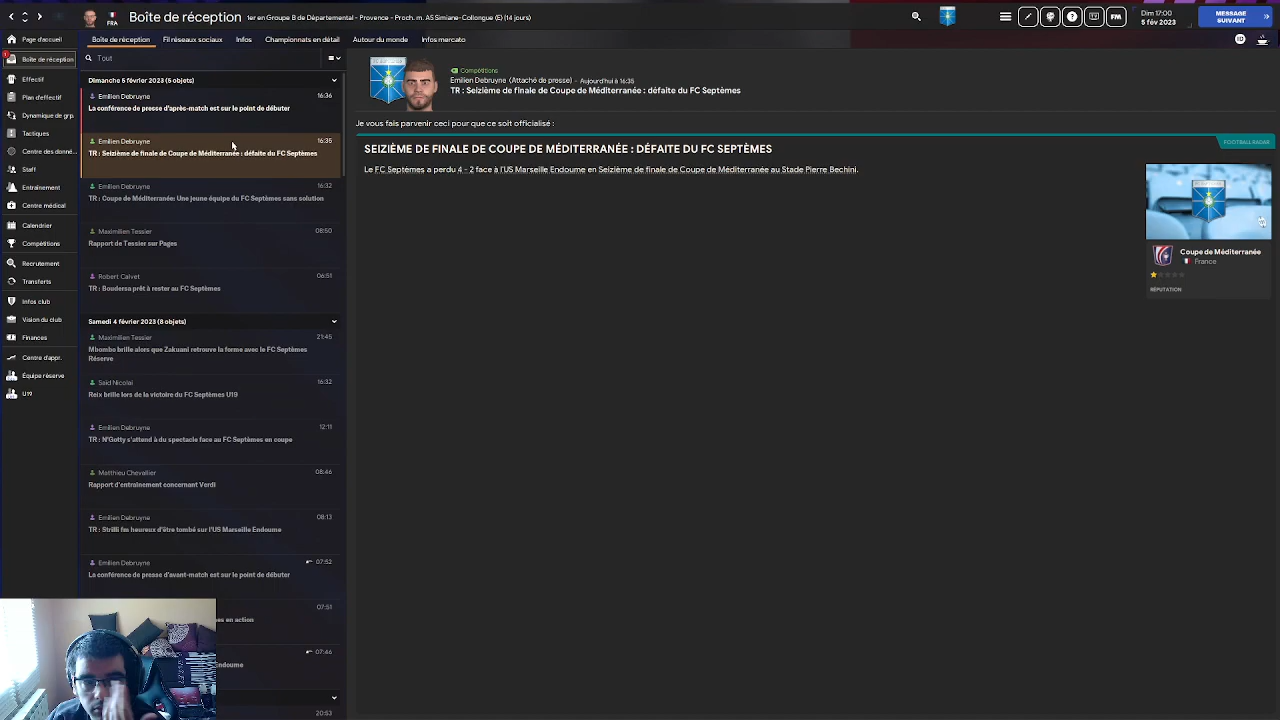 FRA
Boîte de réception
1er en Groupe B de Départemental - Provence - Proch. m. AS Simiane-Collongue (E) (14 jours)
FM
Dim 17:00
5 fév 2023
MESSAGE
SUIVANT
Page d'accueil
Boîte de réception
Fil réseaux sociaux
Infos
Championnats en détail
Autour du monde
Infos mercato
1
Boîte de réception
Effectif
Plan d'effectif
Dynamique de grp.
Tactiques
Centre des donné...
Staff
Entraînement
Centre médical
Calendrier
Compétitions
Recrutement
Transferts
Infos club
Vision du club
Finances
Centre d'appr.
Équipe réserve
U19
Tout
Dimanche 5 février 2023 (5 objets)
Emilien Debruyne 16:36
La conférence de presse d'après-match est sur le point de débuter
Emilien Debruyne 16:35
TR : Seizième de finale de Coupe de Méditerranée : défaite du FC Septèmes
Emilien Debruyne 16:32
TR : Coupe de Méditerranée: Une jeune équipe du FC Septèmes sans solution
Maximilien Tessier 08:50
Rapport de Tessier sur Pages
Robert Calvet 06:51
TR : Boudersa prêt à rester au FC Septèmes
Samedi 4 février 2023 (8 objets)
Maximilien Tessier 21:45
Mbombo brille alors que Zakuani retrouve la forme avec le FC Septèmes
Réserve
Saïd Nicolaï 16:32
Reix brille lors de la victoire du FC Septèmes U19
Emilien Debruyne 12:11
TR : N'Gotty s'attend à du spectacle face au FC Septèmes en coupe
Matthieu Chevallier 08:46
Rapport d'entraînement concernant Verdi
Emilien Debruyne 08:13
TR : Strilli fm heureux d'être tombé sur l'US Marseille Endoume
Emilien Debruyne 07:52
La conférence de presse d'avant-match est sur le point de débuter
07:51
es en action
07:46
Endoume
20:53
Compétitions
Emilien Debruyne (Attaché de presse) - Aujourd'hui à 16:35
TR : Seizième de finale de Coupe de Méditerranée : défaite du FC Septèmes
Je vous fais parvenir ceci pour que ce soit officialisé :
FOOTBALL RADAR
SEIZIÈME DE FINALE DE COUPE DE MÉDITERRANÉE : DÉFAITE DU FC SEPTÈMES
Le FC Septèmes a perdu 4 - 2 face à l'US Marseille Endoume en Seizième de finale de Coupe de Méditerranée au Stade Pierre Bechini.
Coupe de Méditerranée
France
RÉPUTATION